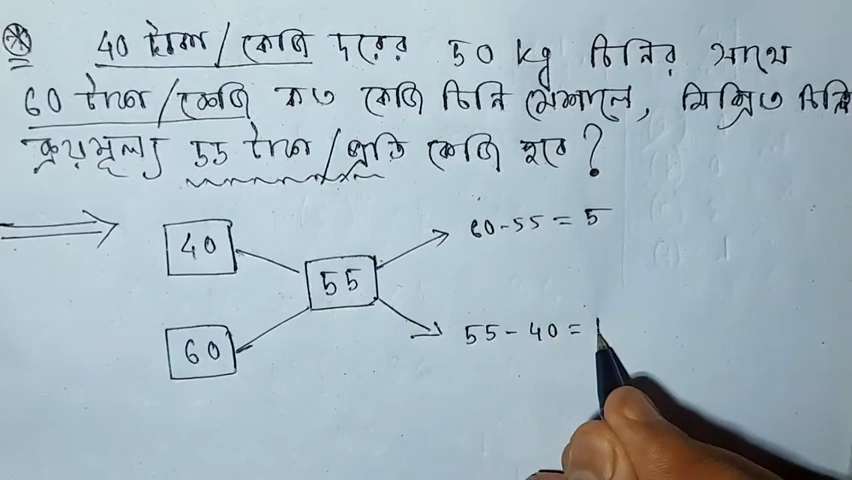 40 টাকা/কেজি দরের 50 kg চিনির সাথে
60 টাকা/কেজি কত কেজি চিনি মেশালে, মিশ্রিত চিনির
ক্রয়মূল্য 55 টাকা/প্রতি কেজি হবে?
40
60 - 55 = 5
55
60
55 - 40 =